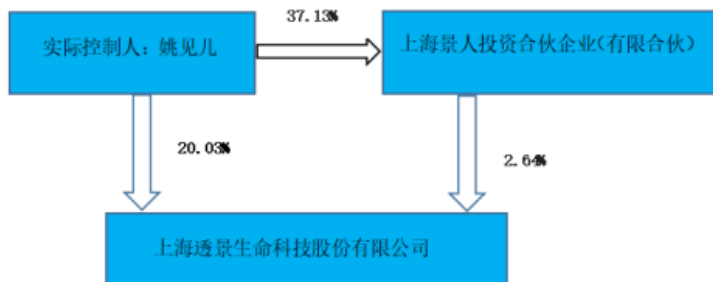 37.13%
实际控制人：姚见儿
上海景人投资合伙企业（有限合伙）
20.03%
2.64%
上海透景生命科技股份有限公司